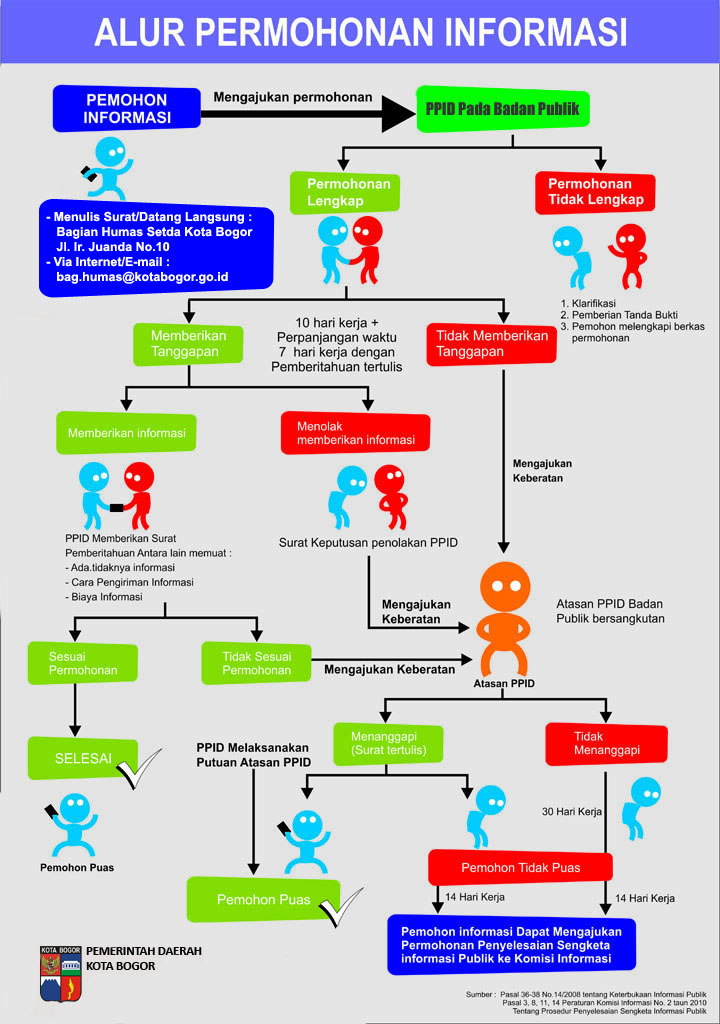 ALUR PERMOHONAN INFORMASI
PEMOHON
INFORMASI
Mengajukan permohonan
PPID Pada Badan Publik
- Menulis Surat/Datang Langsung :
Bagian Humas Setda Kota Bogor
Jl. Ir. Juanda No.10
- Via Internet/E-mail :
bag.humas@kotabogor.go.id
Permohonan
Lengkap
Permohonan
Tidak Lengkap
1. Klarifikasi
2. Pemberian Tanda Bukti
3. Pemohon melengkapi berkas
permohonan
Memberikan
Tanggapan
10 hari kerja +
Perpanjangan waktu
7 hari kerja dengan
Pemberitahuan tertulis
Tidak Memberikan
Tanggapan
Memberikan informasi
Menolak
memberikan informasi
Mengajukan
Keberatan
PPID Memberikan Surat
Pemberitahuan Antara lain memuat :
- Ada.tidaknya informasi
- Cara Pengiriman Informasi
- Biaya Informasi
Surat Keputusan penolakan PPID
Mengajukan
Keberatan
Atasan PPID Badan
Publik bersangkutan
Sesuai
Permohonan
Tidak Sesuai
Permohonan
Mengajukan Keberatan
Atasan PPID
SELESAI
Pemohon Puas
PPID Melaksanakan
Putuan Atasan PPID
Menanggapi
(Surat tertulis)
Tidak
Menanggapi
30 Hari Kerja
Pemohon Tidak Puas
Pemohon Puas
14 Hari Kerja
14 Hari Kerja
Pemohon informasi Dapat Mengajukan
Permohonan Penyelesaian Sengketa
informasi Publik ke Komisi Informasi
KOTA BOGOR
PEMERINTAH DAERAH
KOTA BOGOR
Sumber : Pasal 36-38 No.14/2008 tentang Keterbukaan Informasi Publik
Pasal 3, 8, 11, 14 Peraturan Komisi Informasi No. 2 taun 2010
Tentang Prosedur Penyelesaian Sengketa Informasi Publik